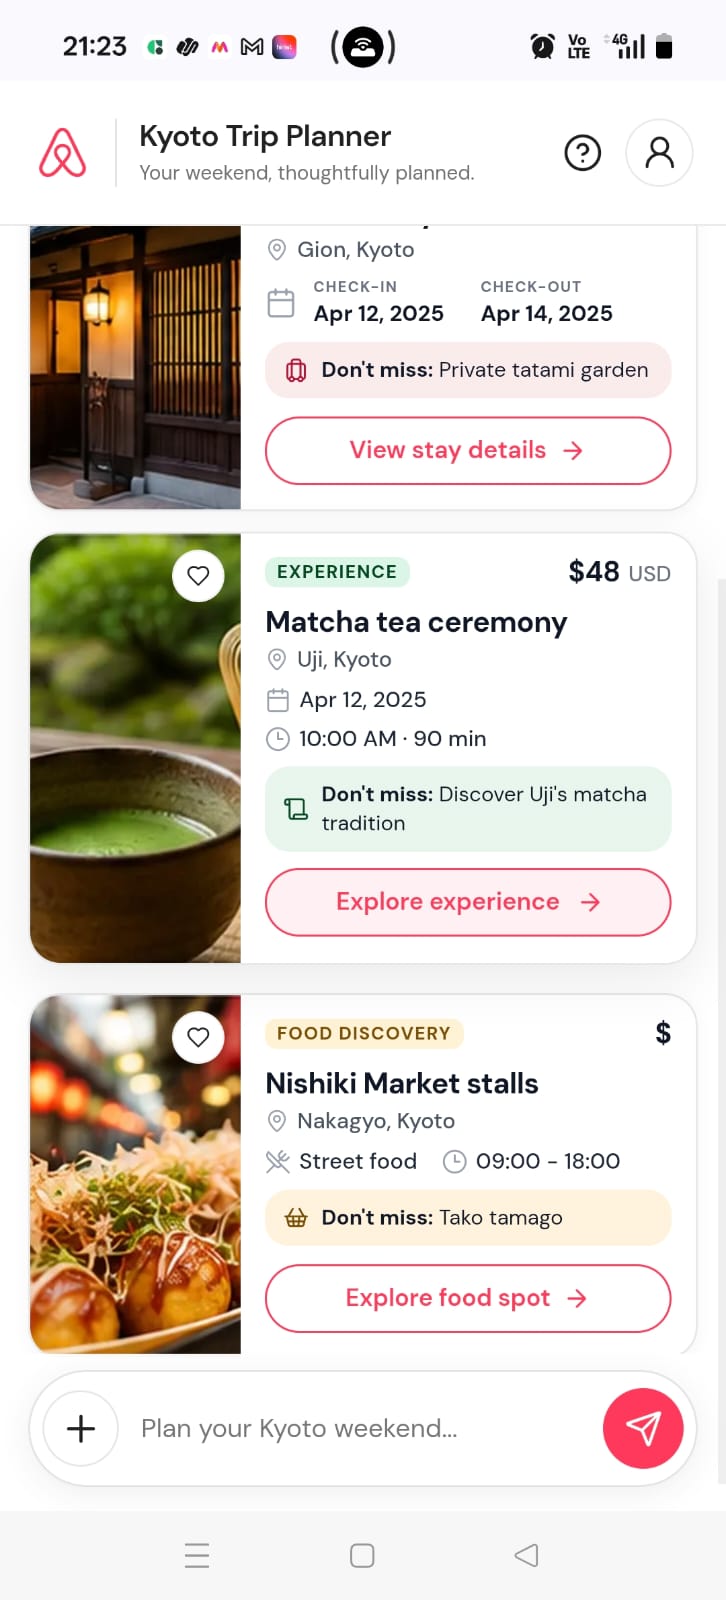 21:23
Vo
LTE
4G
Kyoto Trip Planner
Your weekend, thoughtfully planned.
Gion, Kyoto
CHECK-IN CHECK-OUT
Apr 12, 2025 Apr 14, 2025
Don't miss: Private tatami garden
View stay details →
EXPERIENCE $48 USD
Matcha tea ceremony
Uji, Kyoto
Apr 12, 2025
10:00 AM · 90 min
Don't miss: Discover Uji's matcha
tradition
Explore experience →
FOOD DISCOVERY $
Nishiki Market stalls
Nakagyo, Kyoto
Street food 09:00 - 18:00
Don't miss: Tako tamago
Explore food spot →
Plan your Kyoto weekend...